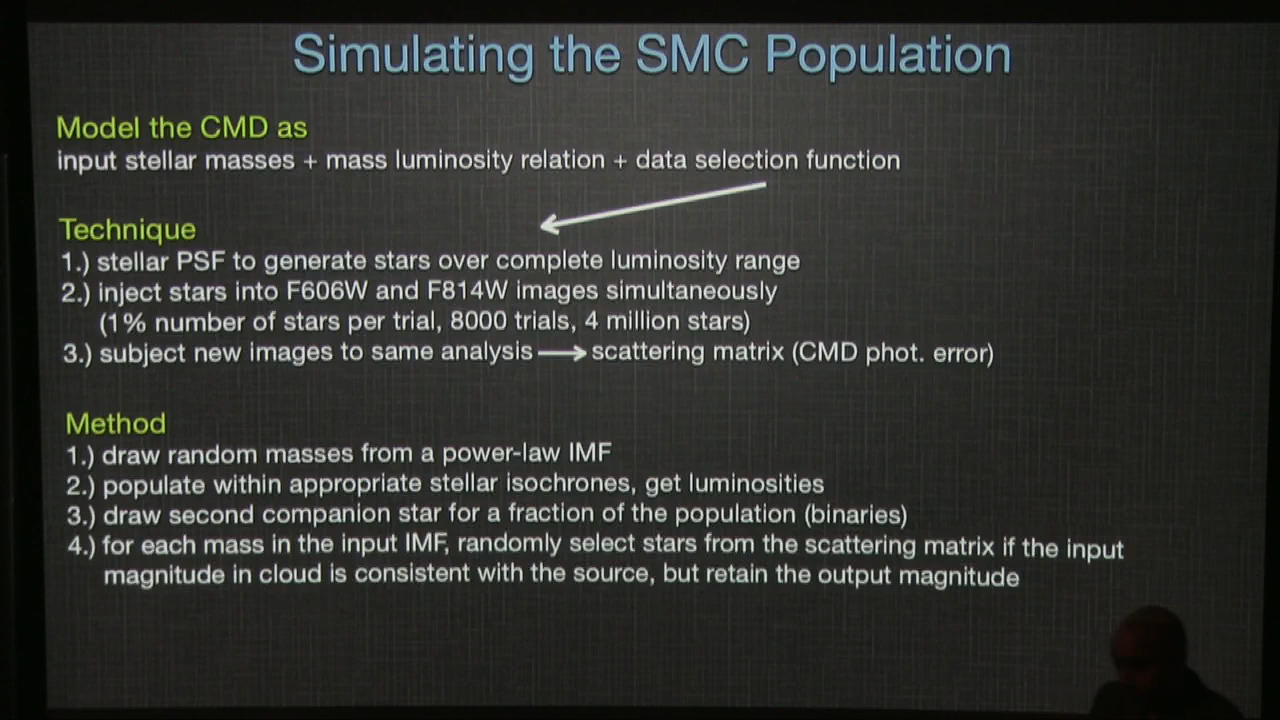 Simulating the SMC Population
Model the CMD as
input stellar masses + mass luminosity relation + data selection function
Technique
1.) stellar PSF to generate stars over complete luminosity range
2.) inject stars into F606W and F814W images simultaneously
(1% number of stars per trial, 8000 trials, 4 million stars)
3.) subject new images to same analysis → scattering matrix (CMD phot. error)
Method
1.) draw random masses from a power-law IMF
2.) populate within appropriate stellar isochrones, get luminosities
3.) draw second companion star for a fraction of the population (binaries)
4.) for each mass in the input IMF, randomly select stars from the scattering matrix if the input
magnitude in cloud is consistent with the source, but retain the output magnitude